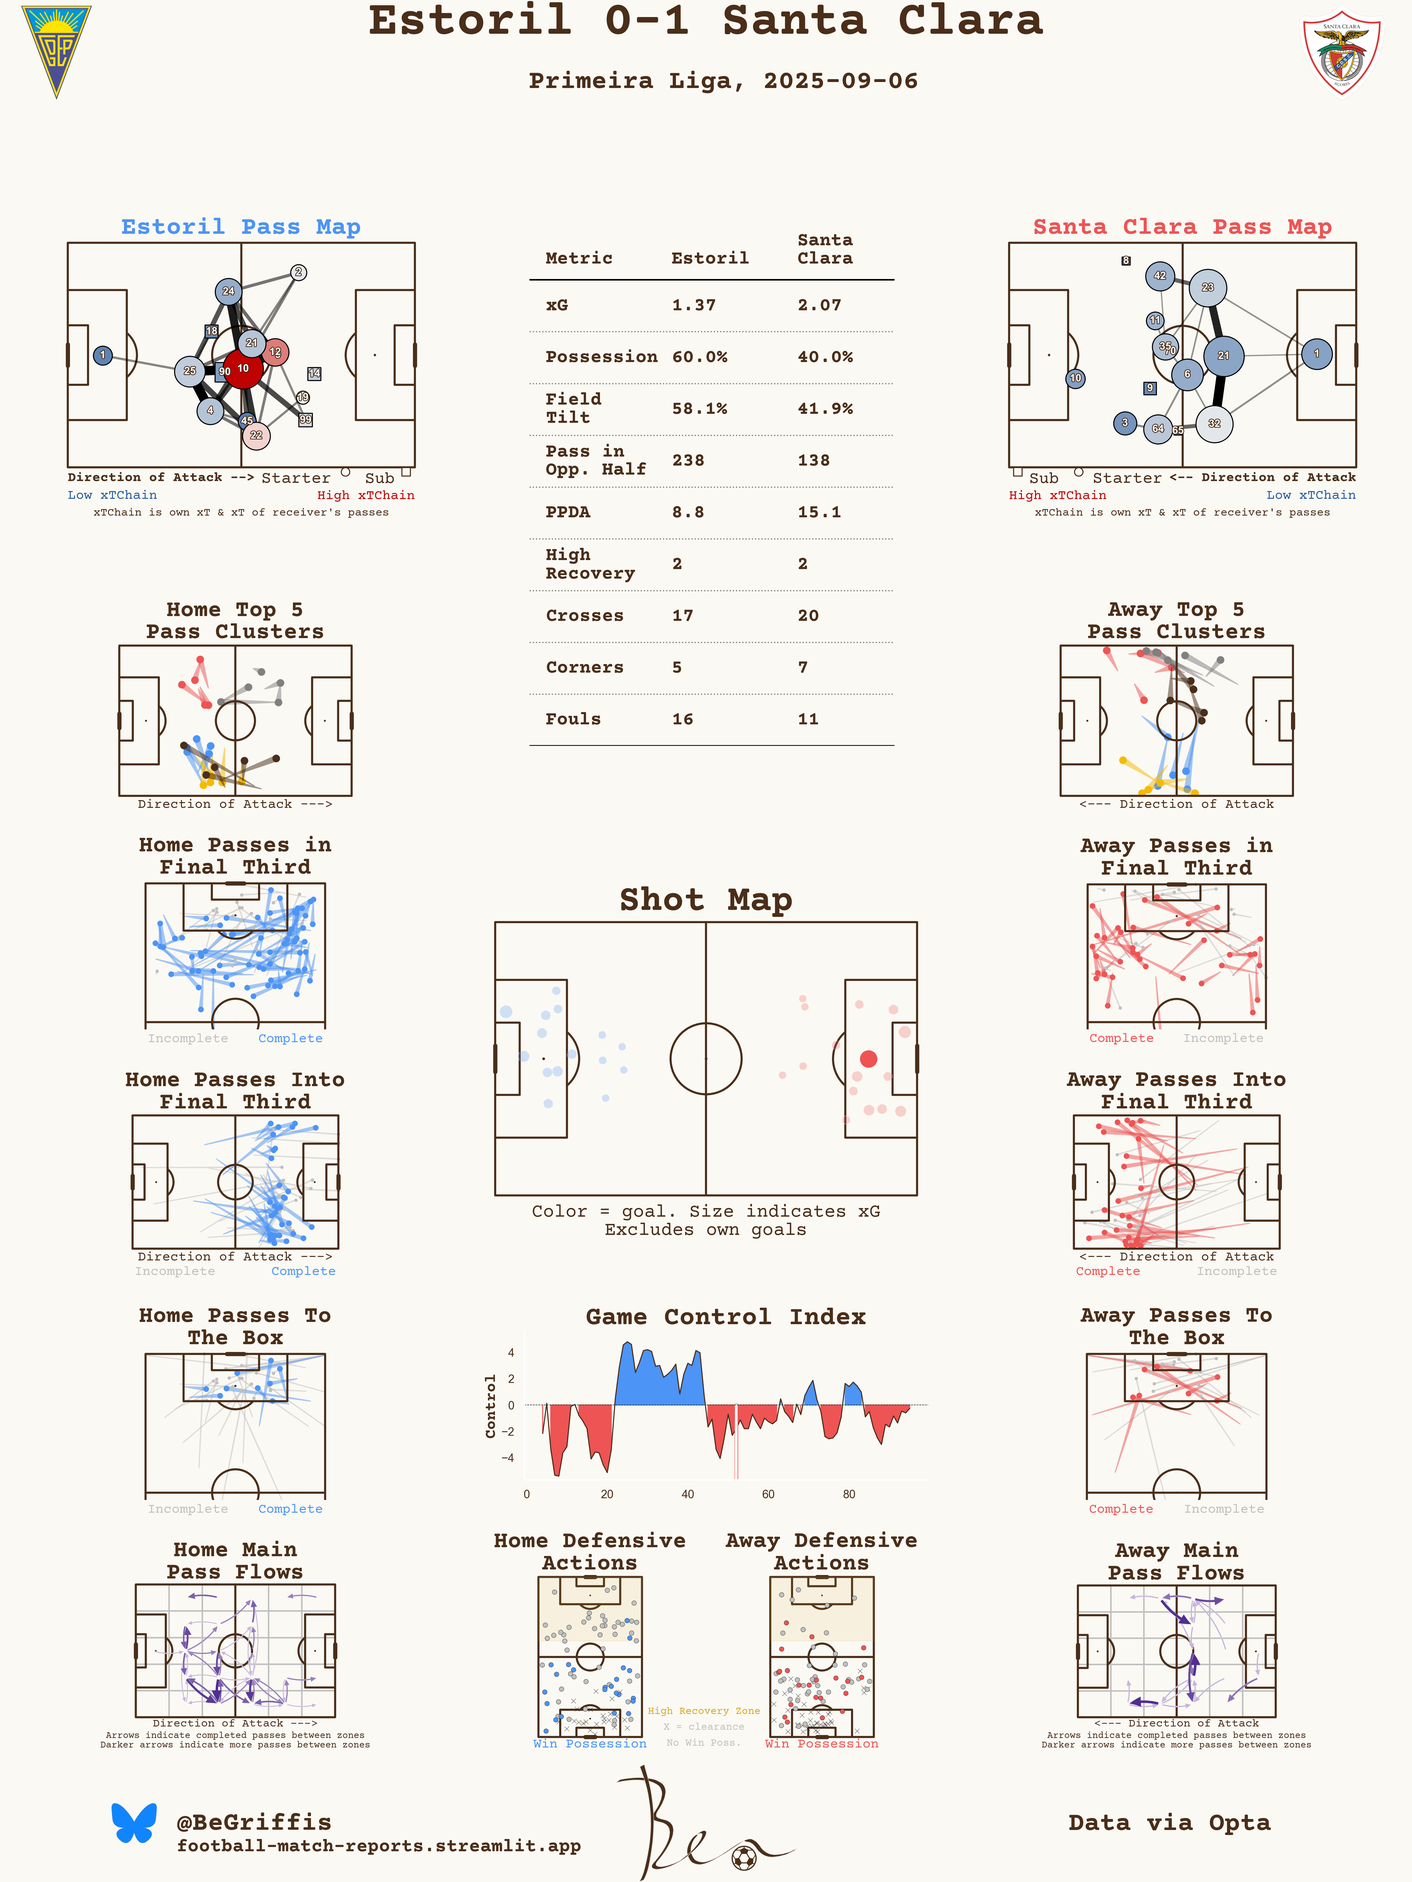 Estoril 0-1 Santa Clara
Primeira Liga, 2025-09-06
SANTA CLARA
Estoril Pass Map
1
2
24
18
21
12
25
90
10
14
19
4
45
99
22
Direction of Attack --> Starter Sub
Low xTChain High xTChain
xTChain is own xT & xT of receiver's passes
Metric Estoril Santa Clara
xG 1.37 2.07
Possession 60.0% 40.0%
Field Tilt 58.1% 41.9%
Pass in Opp. Half 238 138
PPDA 8.8 15.1
High Recovery 2 2
Crosses 17 20
Corners 5 7
Fouls 16 11
Santa Clara Pass Map
8
42
23
11
35
70
21
1
10
6
9
3
64
65
32
Sub Starter <-- Direction of Attack
High xTChain Low xTChain
xTChain is own xT & xT of receiver's passes
Home Top 5
Pass Clusters
Direction of Attack --->
Away Top 5
Pass Clusters
<--- Direction of Attack
Home Passes in
Final Third
Incomplete Complete
Away Passes in
Final Third
Complete Incomplete
Shot Map
Color = goal. Size indicates xG
Excludes own goals
Home Passes Into
Final Third
Direction of Attack --->
Incomplete Complete
Away Passes Into
Final Third
<--- Direction of Attack
Complete Incomplete
Home Passes To
The Box
Incomplete Complete
Game Control Index
Control
4
2
0
−2
−4
0 20 40 60 80
Away Passes To
The Box
Complete Incomplete
Home Main
Pass Flows
Direction of Attack --->
Arrows indicate completed passes between zones
Darker arrows indicate more passes between zones
Home Defensive
Actions
Win Possession
High Recovery Zone
X = clearance
No Win Poss.
Away Defensive
Actions
Win Possession
Away Main
Pass Flows
<--- Direction of Attack
Arrows indicate completed passes between zones
Darker arrows indicate more passes between zones
@BeGriffis
football-match-reports.streamlit.app
Ben
Data via Opta